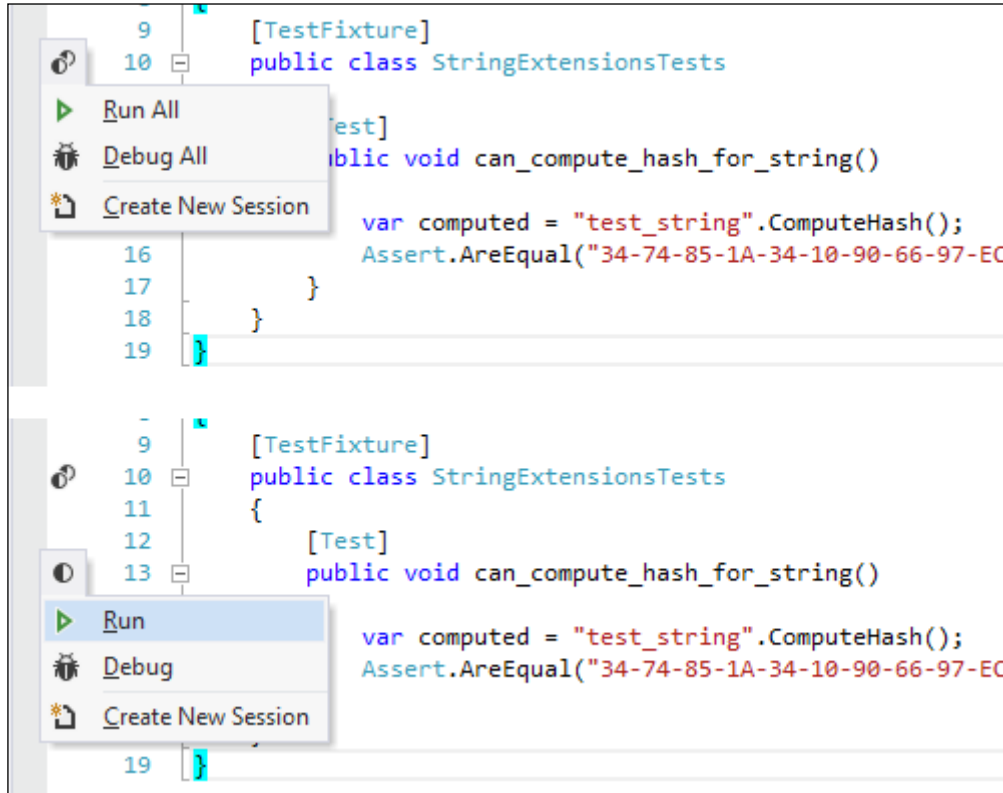 {
9 [TestFixture]
10 public class StringExtensionsTests
Run All
est]
Debug All
ublic void can_compute_hash_for_string()
Create New Session
var computed = "test_string".ComputeHash();
16 Assert.AreEqual("34-74-85-1A-34-10-90-66-97-EC
17 }
18 }
19 }
{
9 [TestFixture]
10 public class StringExtensionsTests
11 {
12 [Test]
13 public void can_compute_hash_for_string()
Run
var computed = "test_string".ComputeHash();
Debug
Assert.AreEqual("34-74-85-1A-34-10-90-66-97-EC
Create New Session
19 }